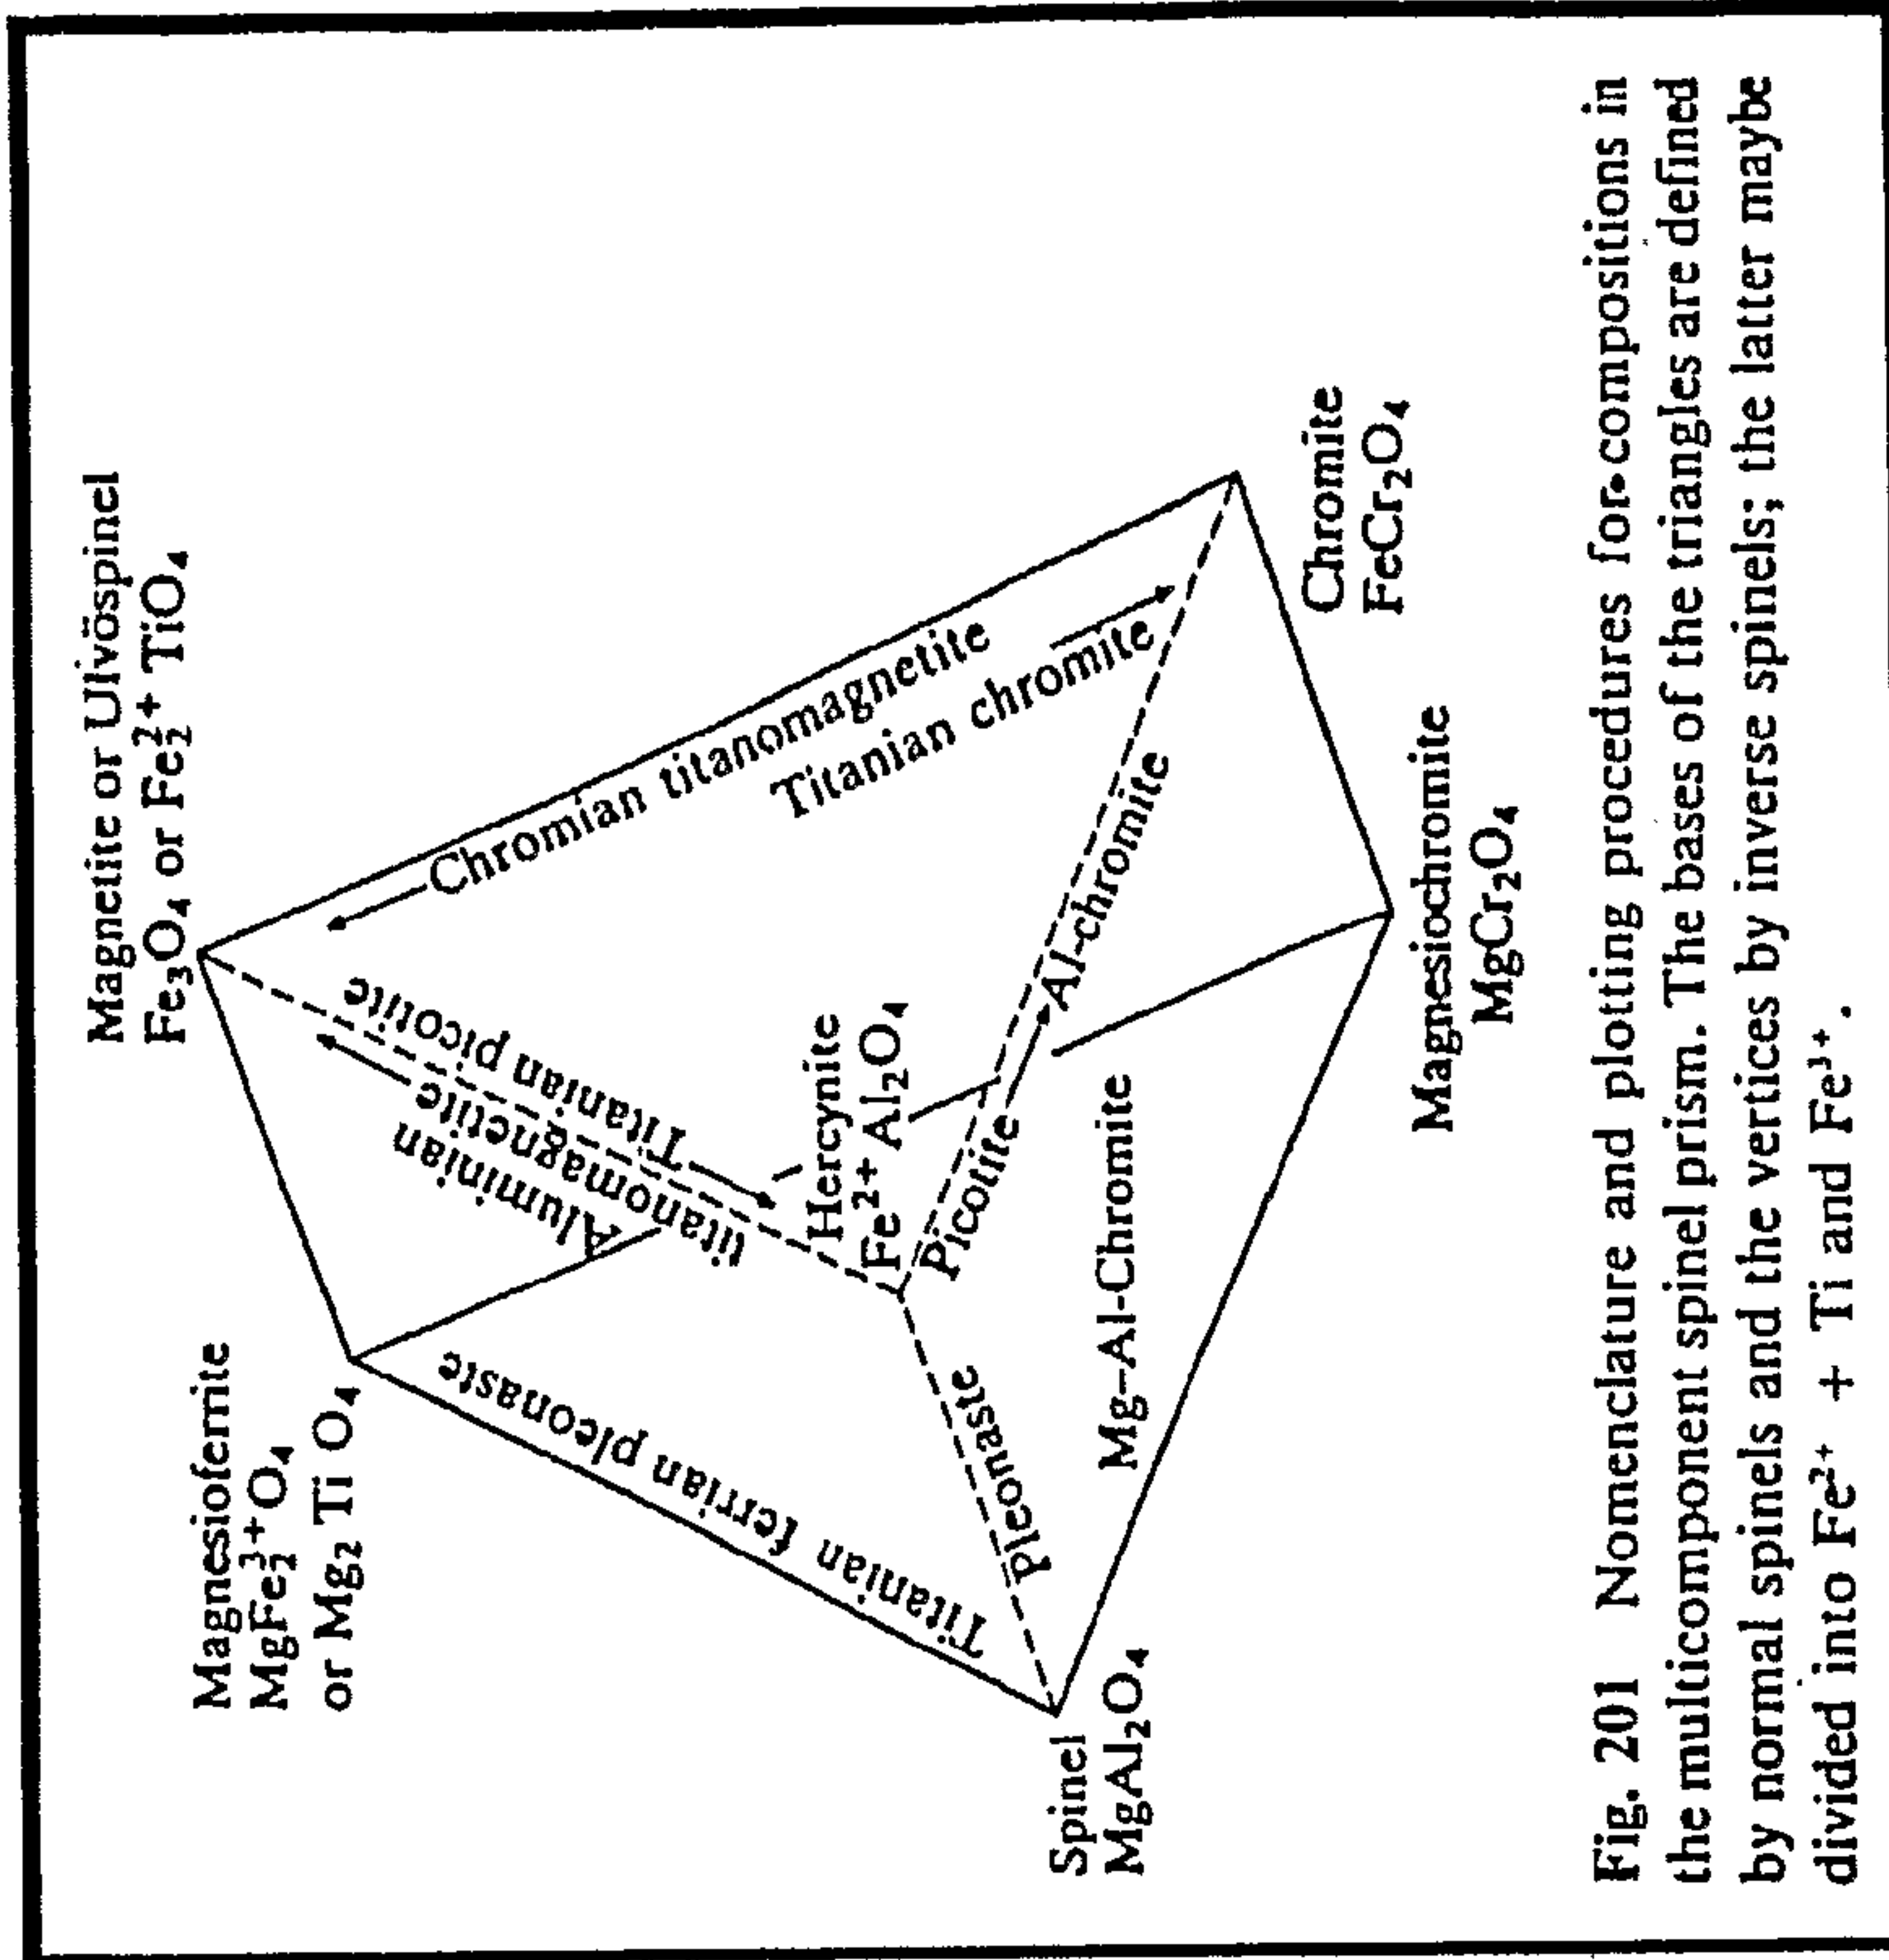 Magnetite or Ulvöspinel
Fe₃O₄ or Fe₂²⁺ TiO₄
Magnesioferrite
MgFe₂³⁺O₄
or Mg₂ Ti O₄
Chromian titanomagnetite
Titanian chromite
Titanian picotite
Aluminian
titanomagnetite
Titanian ferrian pleonaste
Hercynite
Fe²⁺ Al₂O₄
Picotite
Al-chromite
Pleonaste
Mg–Al-Chromite
Spinel
MgAl₂O₄
Chromite
FeCr₂O₄
Magnesiochromite
MgCr₂O₄
Fig. 201 Nomenclature and plotting procedures for compositions in
the multicomponent spinel prism. The bases of the triangles are defined
by normal spinels and the vertices by inverse spinels; the latter maybe
divided into Fe²⁺ + Ti and Fe³⁺.